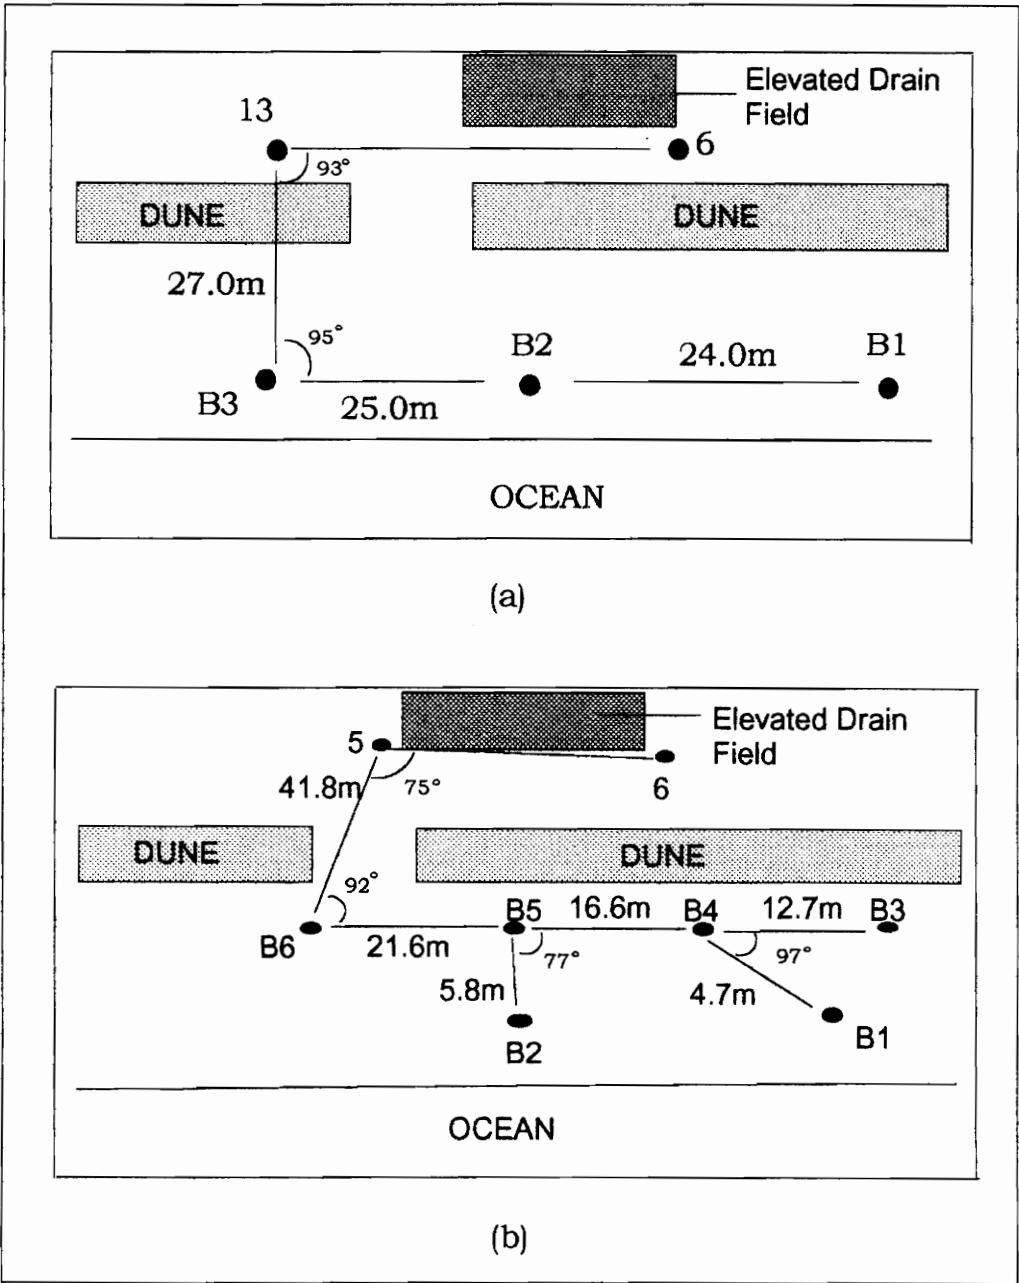 Elevated Drain
Field
13
6
93°
DUNE
DUNE
27.0m
95°
B2
24.0m
B1
B3
25.0m
OCEAN
(a)
Elevated Drain
Field
5
41.8m
75°
6
DUNE
DUNE
92°
B5
16.6m
B4
12.7m
B3
B6
21.6m
77°
97°
5.8m
4.7m
B2
B1
OCEAN
(b)